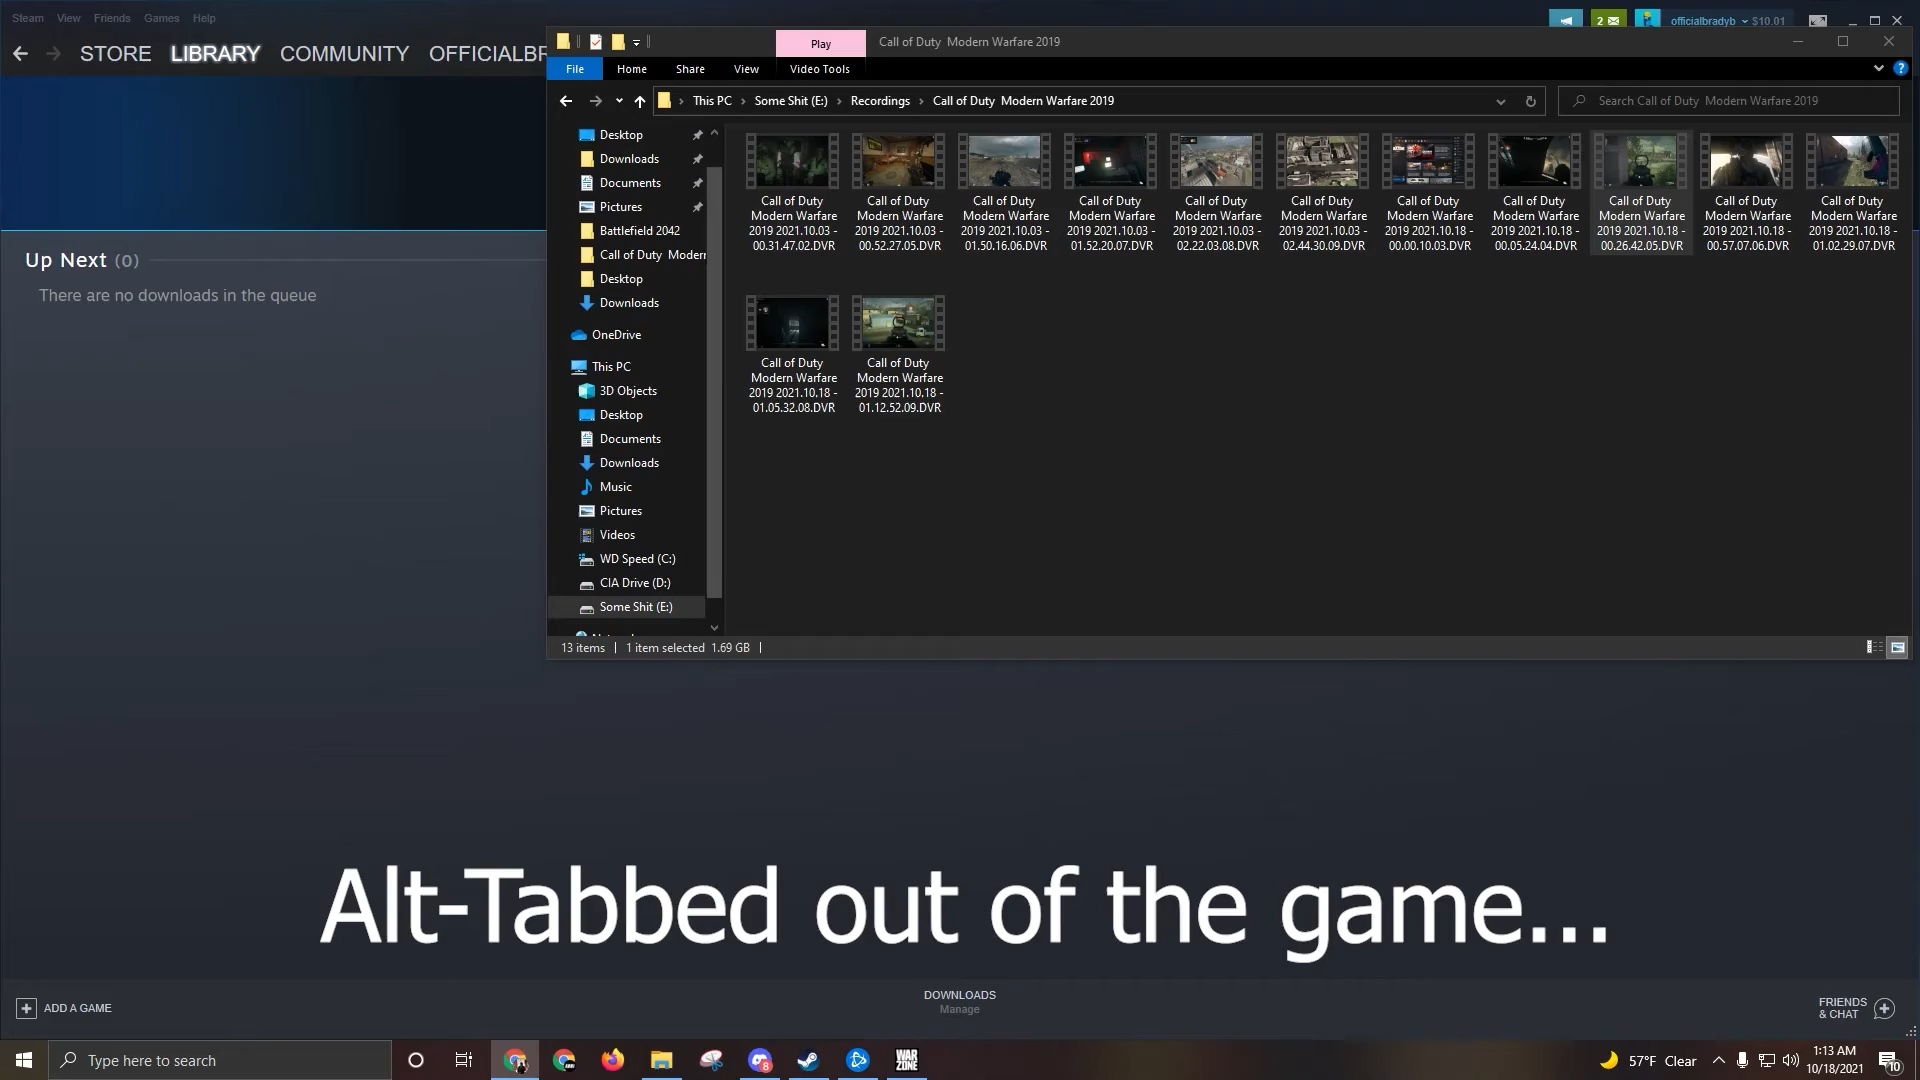 Steam View Friends Games Help
2
officialbradyb $10.01
STORE LIBRARY COMMUNITY OFFICIALBR
Play
Call of Duty Modern Warfare 2019
File Home Share View Video Tools
?
This PC > Some Shit (E:) > Recordings > Call of Duty Modern Warfare 2019
Search Call of Duty Modern Warfare 2019
Desktop
Downloads
Documents
Pictures
Battlefield 2042
Call of Duty Moderr
Desktop
Downloads
OneDrive
This PC
3D Objects
Desktop
Documents
Downloads
Music
Pictures
Videos
WD Speed (C:)
CIA Drive (D:)
Some Shit (E:)
Call of Duty
Modern Warfare
2019 2021.10.03 -
00.31.47.02.DVR
Call of Duty
Modern Warfare
2019 2021.10.03 -
00.52.27.05.DVR
Call of Duty
Modern Warfare
2019 2021.10.03 -
01.50.16.06.DVR
Call of Duty
Modern Warfare
2019 2021.10.03 -
01.52.20.07.DVR
Call of Duty
Modern Warfare
2019 2021.10.03 -
02.22.03.08.DVR
Call of Duty
Modern Warfare
2019 2021.10.03 -
02.44.30.09.DVR
Call of Duty
Modern Warfare
2019 2021.10.18 -
00.00.10.03.DVR
Call of Duty
Modern Warfare
2019 2021.10.18 -
00.05.24.04.DVR
Call of Duty
Modern Warfare
2019 2021.10.18 -
00.26.42.05.DVR
Call of Duty
Modern Warfare
2019 2021.10.18 -
00.57.07.06.DVR
Call of Duty
Modern Warfare
2019 2021.10.18 -
01.02.29.07.DVR
Call of Duty
Modern Warfare
2019 2021.10.18 -
01.05.32.08.DVR
Call of Duty
Modern Warfare
2019 2021.10.18 -
01.12.52.09.DVR
13 items | 1 item selected 1.69 GB |
Up Next (0)
There are no downloads in the queue
Alt-Tabbed out of the game...
ADD A GAME
DOWNLOADS
Manage
FRIENDS
& CHAT
Type here to search
8
WAR
ZONE
57°F Clear
1:13 AM
10/18/2021
10